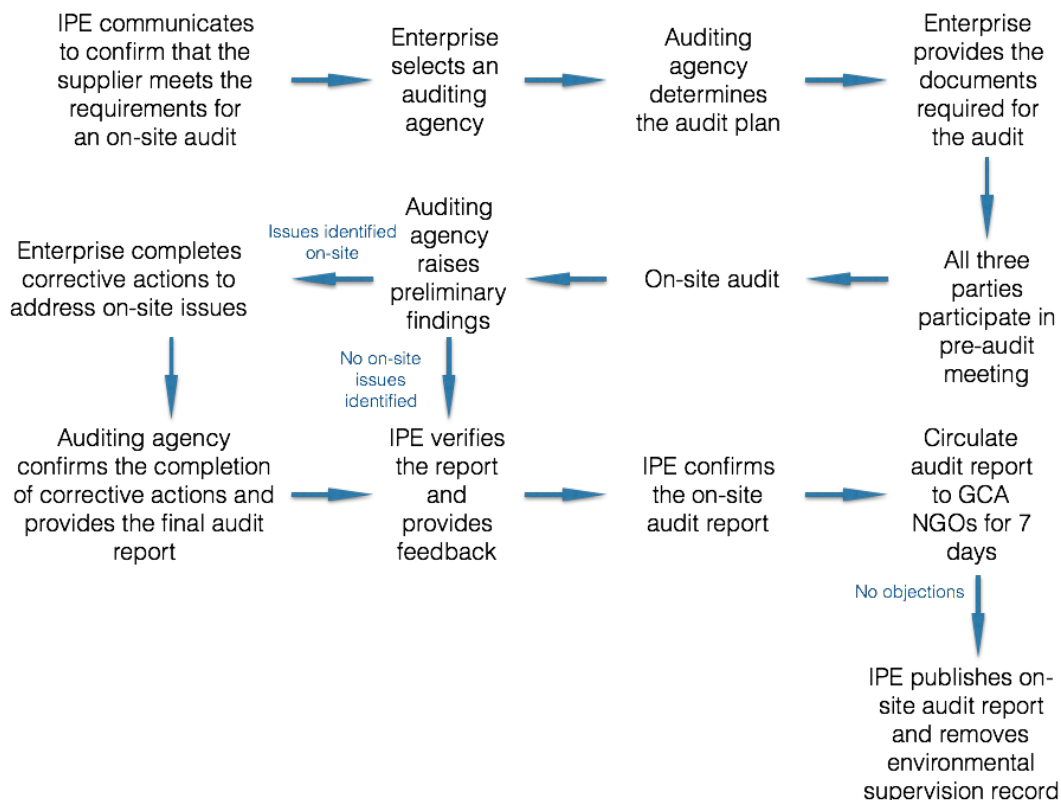 IPE communicates
to confirm that the
supplier meets the
requirements for
an on-site audit
Enterprise
selects an
auditing
agency
Auditing
agency
determines
the audit plan
Enterprise
provides the
documents
required for
the audit
All three
parties
participate in
pre-audit
meeting
On-site audit
Auditing
agency
raises
preliminary
findings
Issues identified
on-site
Enterprise completes
corrective actions to
address on-site issues
No on-site
issues
identified
Auditing agency
confirms the completion
of corrective actions and
provides the final audit
report
IPE verifies
the report
and
provides
feedback
IPE confirms
the on-site
audit report
Circulate
audit report
to GCA
NGOs for 7
days
No objections
IPE publishes on-
site audit report
and removes
environmental
supervision record